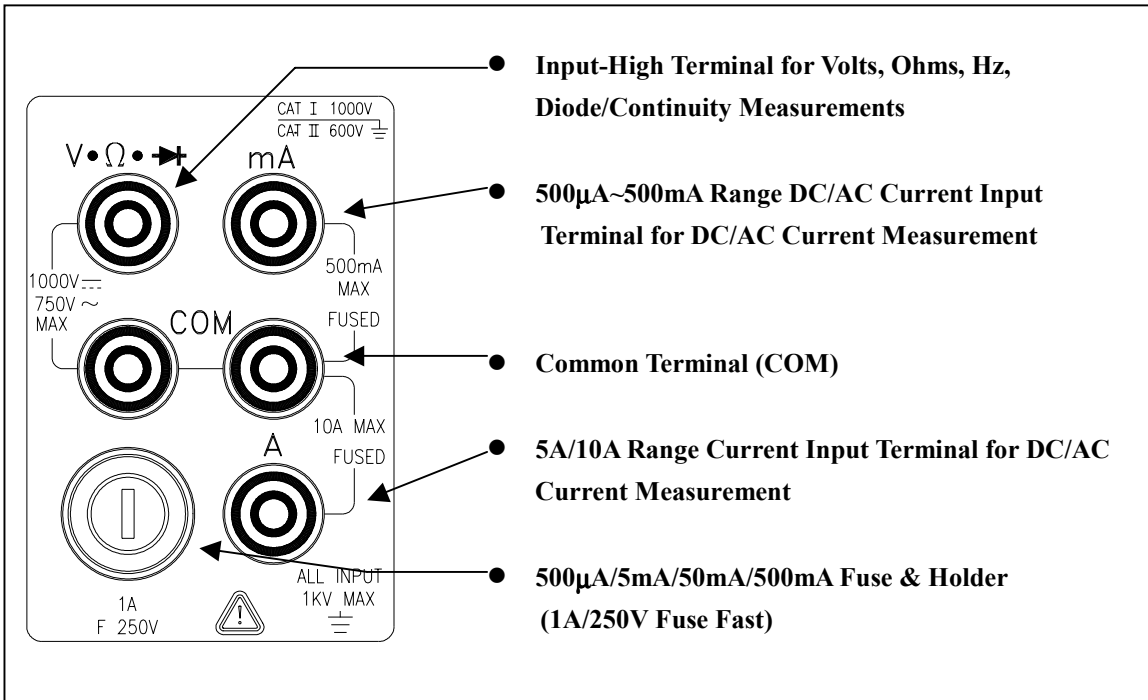 ● Input-High Terminal for Volts, Ohms, Hz,
Diode/Continuity Measurements
● 500μA~500mA Range DC/AC Current Input
Terminal for DC/AC Current Measurement
● Common Terminal (COM)
● 5A/10A Range Current Input Terminal for DC/AC
Current Measurement
● 500μA/5mA/50mA/500mA Fuse & Holder
(1A/250V Fuse Fast)
CAT I 1000V
CAT II 600V
V•Ω•
mA
1000V
750V ~
MAX
500mA
MAX
FUSED
COM
10A MAX
FUSED
A
1A
F 250V
!
ALL INPUT
1KV MAX